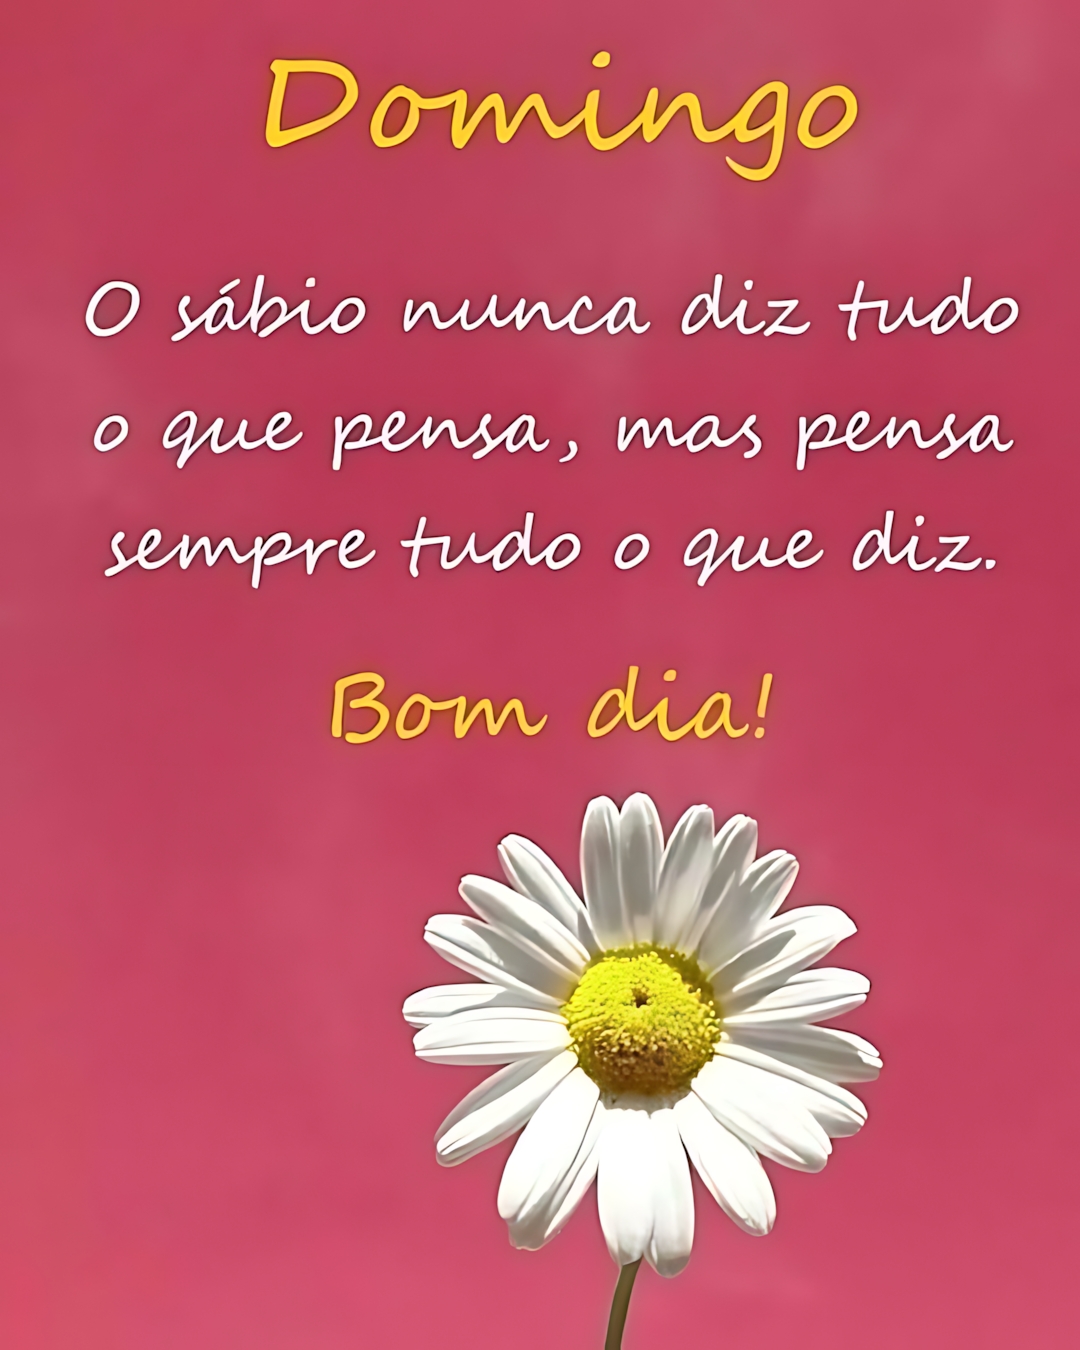 Domingo
O sábio nunca diz tudo
o que pensa, mas pensa
sempre tudo o que diz.
Bom dia!